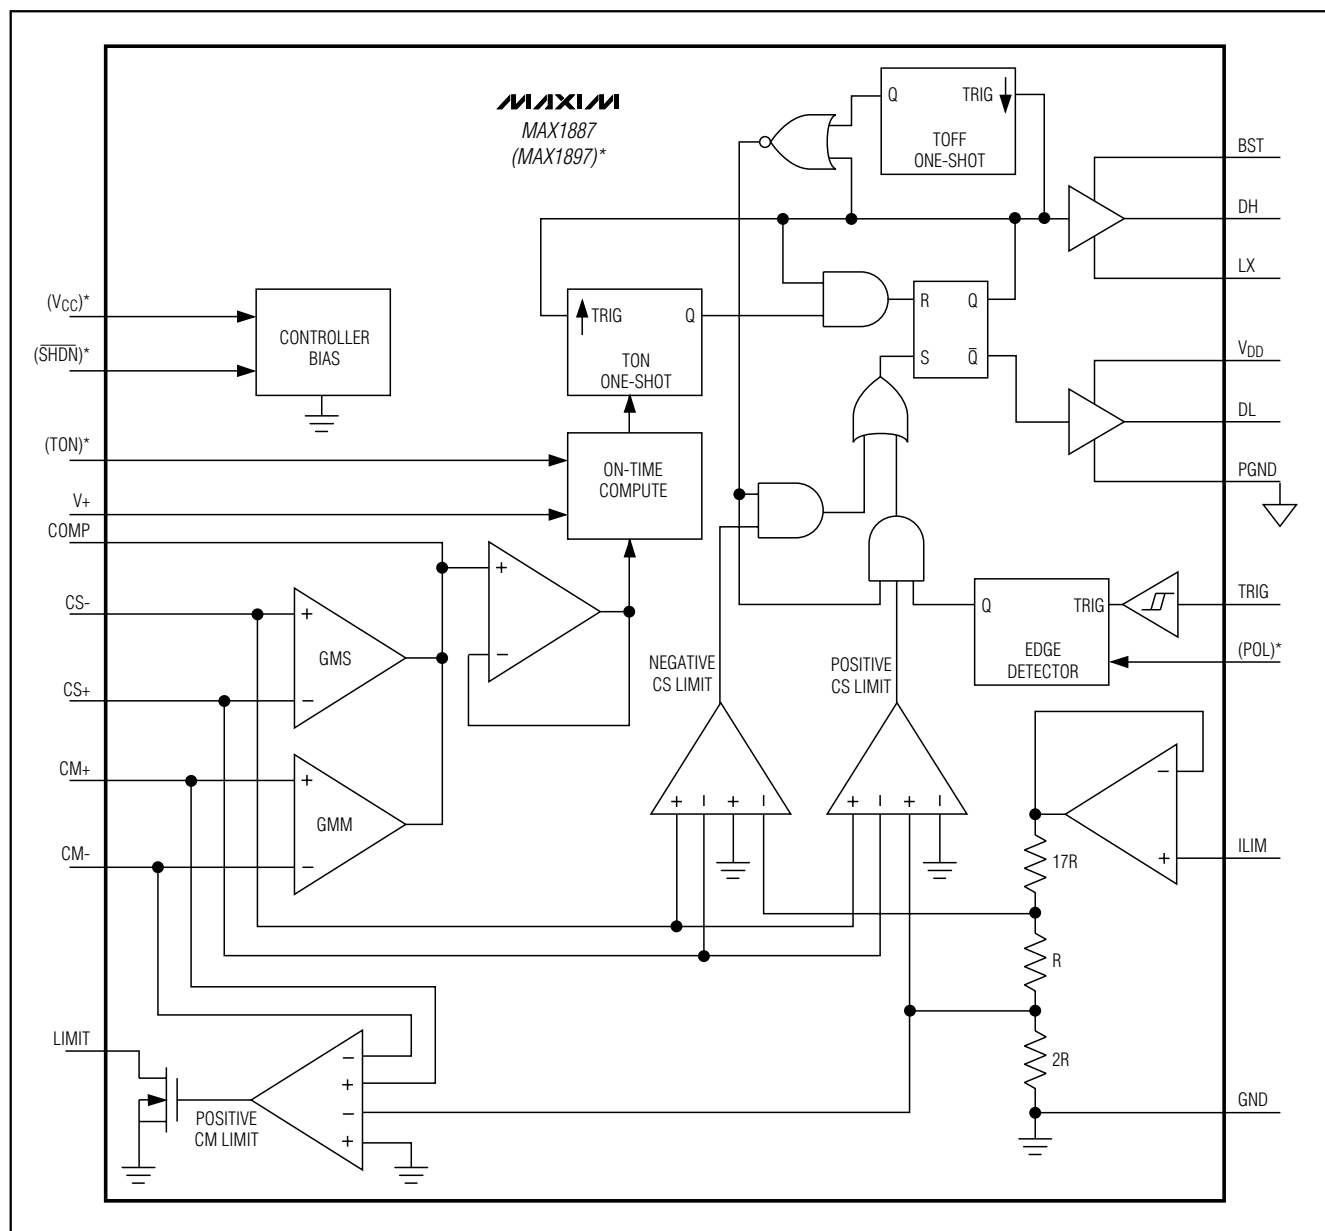 MAXIM
MAX1887
(MAX1897)*
Q
TRIG
TOFF
ONE-SHOT
BST
DH
LX
(VCC)*
(SHDN)*
CONTROLLER
BIAS
TRIG
Q
TON
ONE-SHOT
R
Q
S
Q̅
VDD
DL
PGND
(TON)*
V+
ON-TIME
COMPUTE
COMP
CS-
CS+
+
GMS
−
+
−
CM+
CM-
+
GMM
−
NEGATIVE
CS LIMIT
POSITIVE
CS LIMIT
Q
TRIG
EDGE
DETECTOR
TRIG
(POL)*
+ − + −
+ − + −
−
+
ILIM
17R
R
2R
GND
LIMIT
POSITIVE
CM LIMIT
−
+
−
+